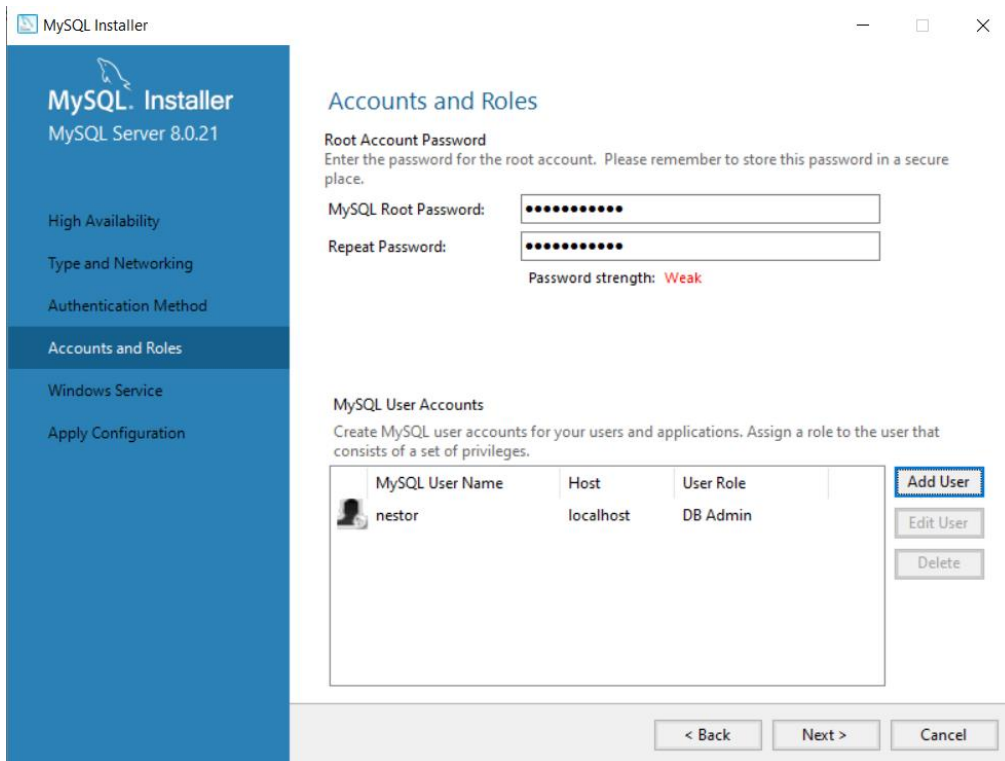 MySQL Installer
MySQL. Installer
MySQL Server 8.0.21
High Availability
Type and Networking
Authentication Method
Accounts and Roles
Windows Service
Apply Configuration
Accounts and Roles
Root Account Password
Enter the password for the root account.  Please remember to store this password in a secure
place.
MySQL Root Password: ●●●●●●●●●●●
Repeat Password: ●●●●●●●●●●●
Password strength: Weak
MySQL User Accounts
Create MySQL user accounts for your users and applications. Assign a role to the user that
consists of a set of privileges.
MySQL User Name Host User Role
nestor localhost DB Admin
Add User
Edit User
Delete
< Back Next > Cancel